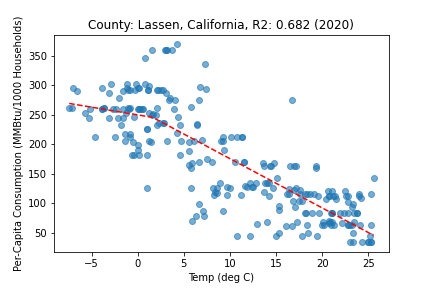 County: Lassen, California, R2: 0.682 (2020)
Per-Capita Consumption (MMBtu/1000 Households)
350
300
250
200
150
100
50
−5 0 5 10 15 20 25
Temp (deg C)